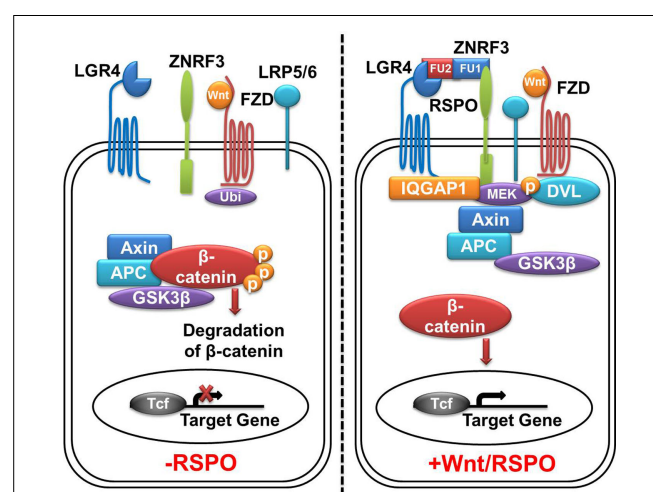 ZNRF3
LGR4
LRP5/6
Wnt
FZD
Ubi
Axin
APC
β-
catenin
p
p
p
GSK3β
Degradation
of β-catenin
Tcf
Target Gene
-RSPO
ZNRF3
LGR4
FU2
FU1
RSPO
Wnt
FZD
IQGAP1
MEK
p
DVL
Axin
APC
GSK3β
β-
catenin
Tcf
Target Gene
+Wnt/RSPO